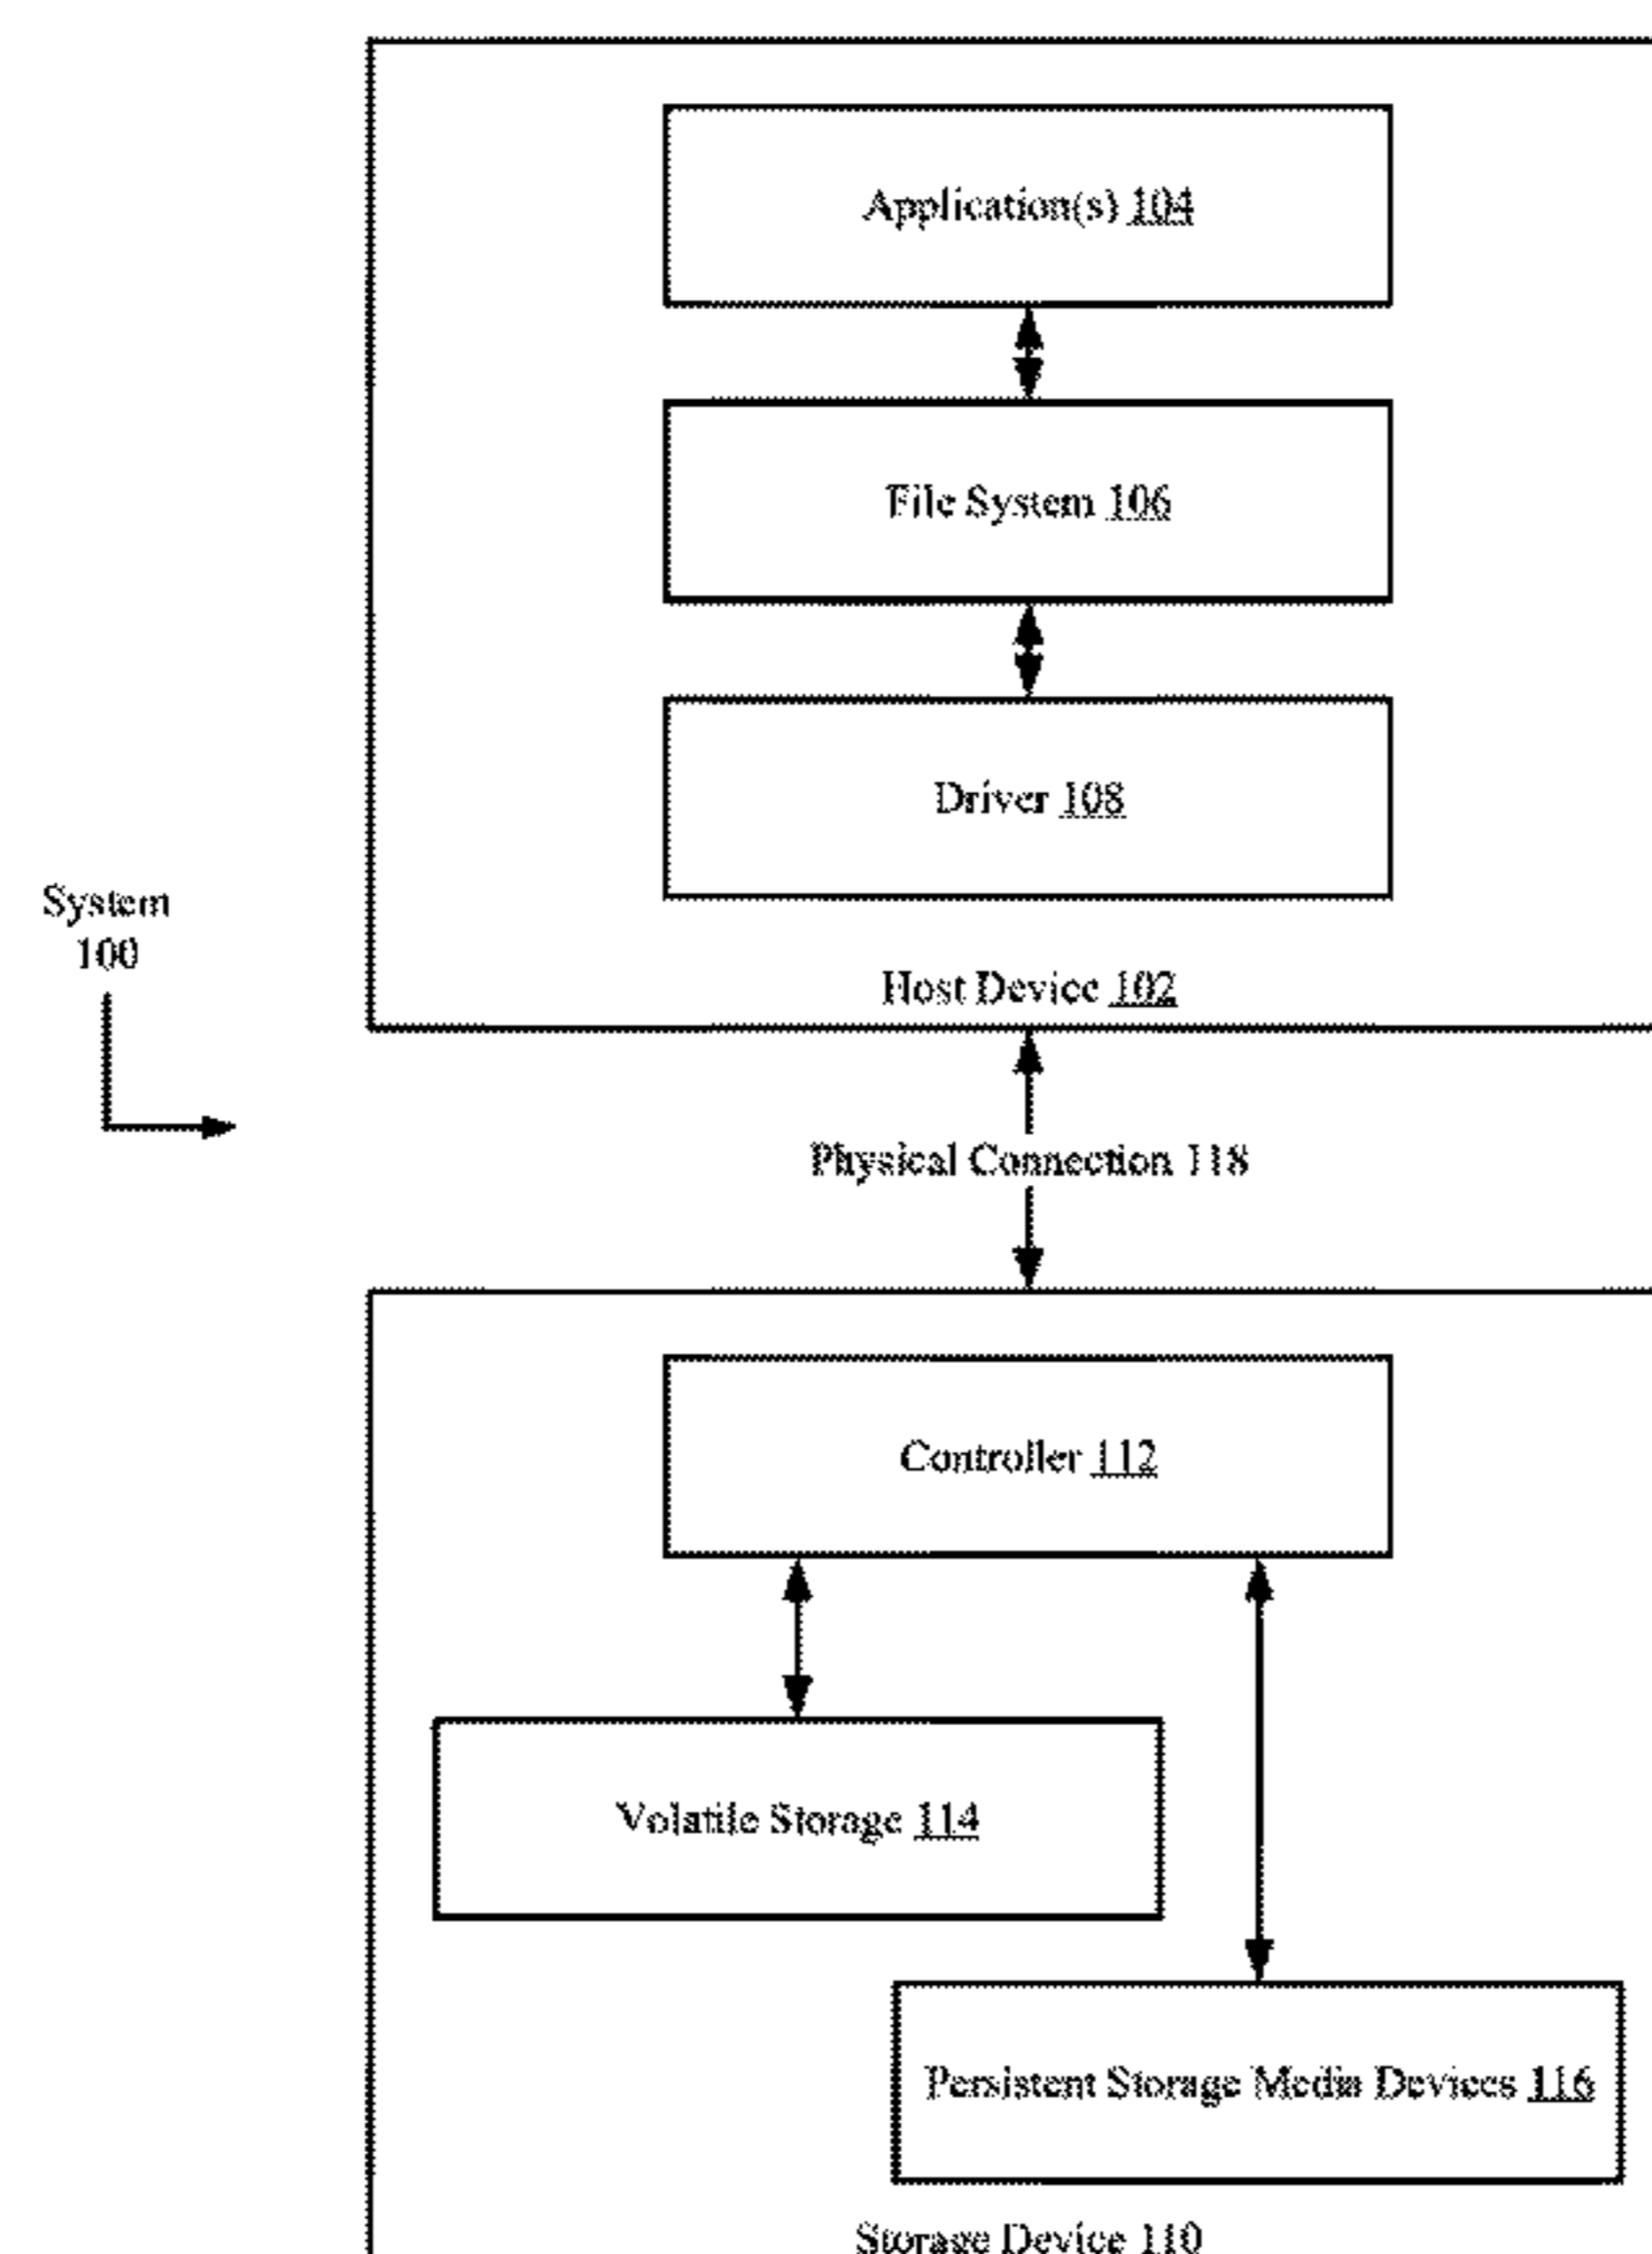 Application(s) 104
File System 106
Driver 108
System
100
Host Device 102
Physical Connection 118
Controller 112
Volatile Storage 114
Persistent Storage Media Devices 116
Storage Device 110